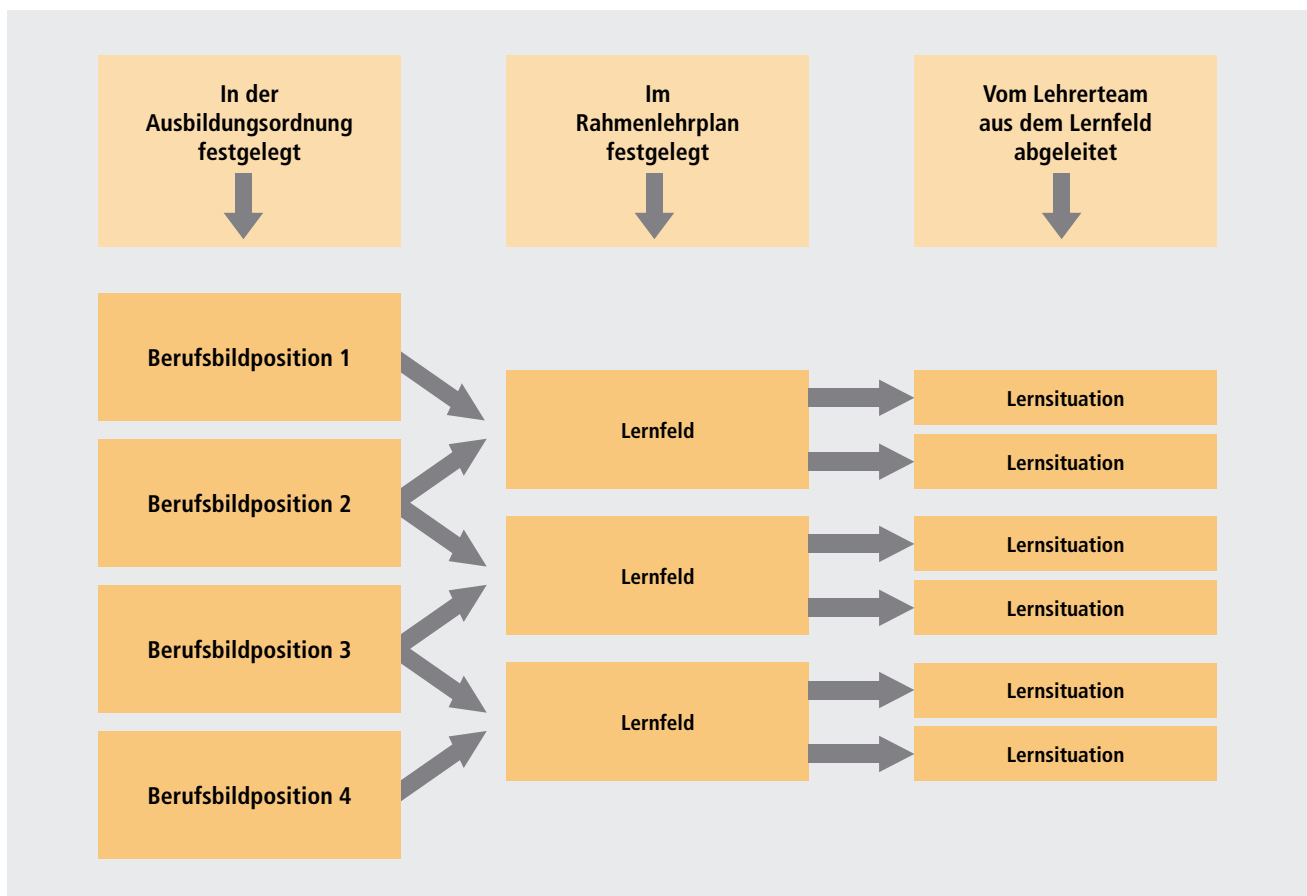 In der
Ausbildungsordnung
festgelegt
Im
Rahmenlehrplan
festgelegt
Vom Lehrerteam
aus dem Lernfeld
abgeleitet
Berufsbildposition 1
Berufsbildposition 2
Berufsbildposition 3
Berufsbildposition 4
Lernfeld
Lernfeld
Lernfeld
Lernsituation
Lernsituation
Lernsituation
Lernsituation
Lernsituation
Lernsituation